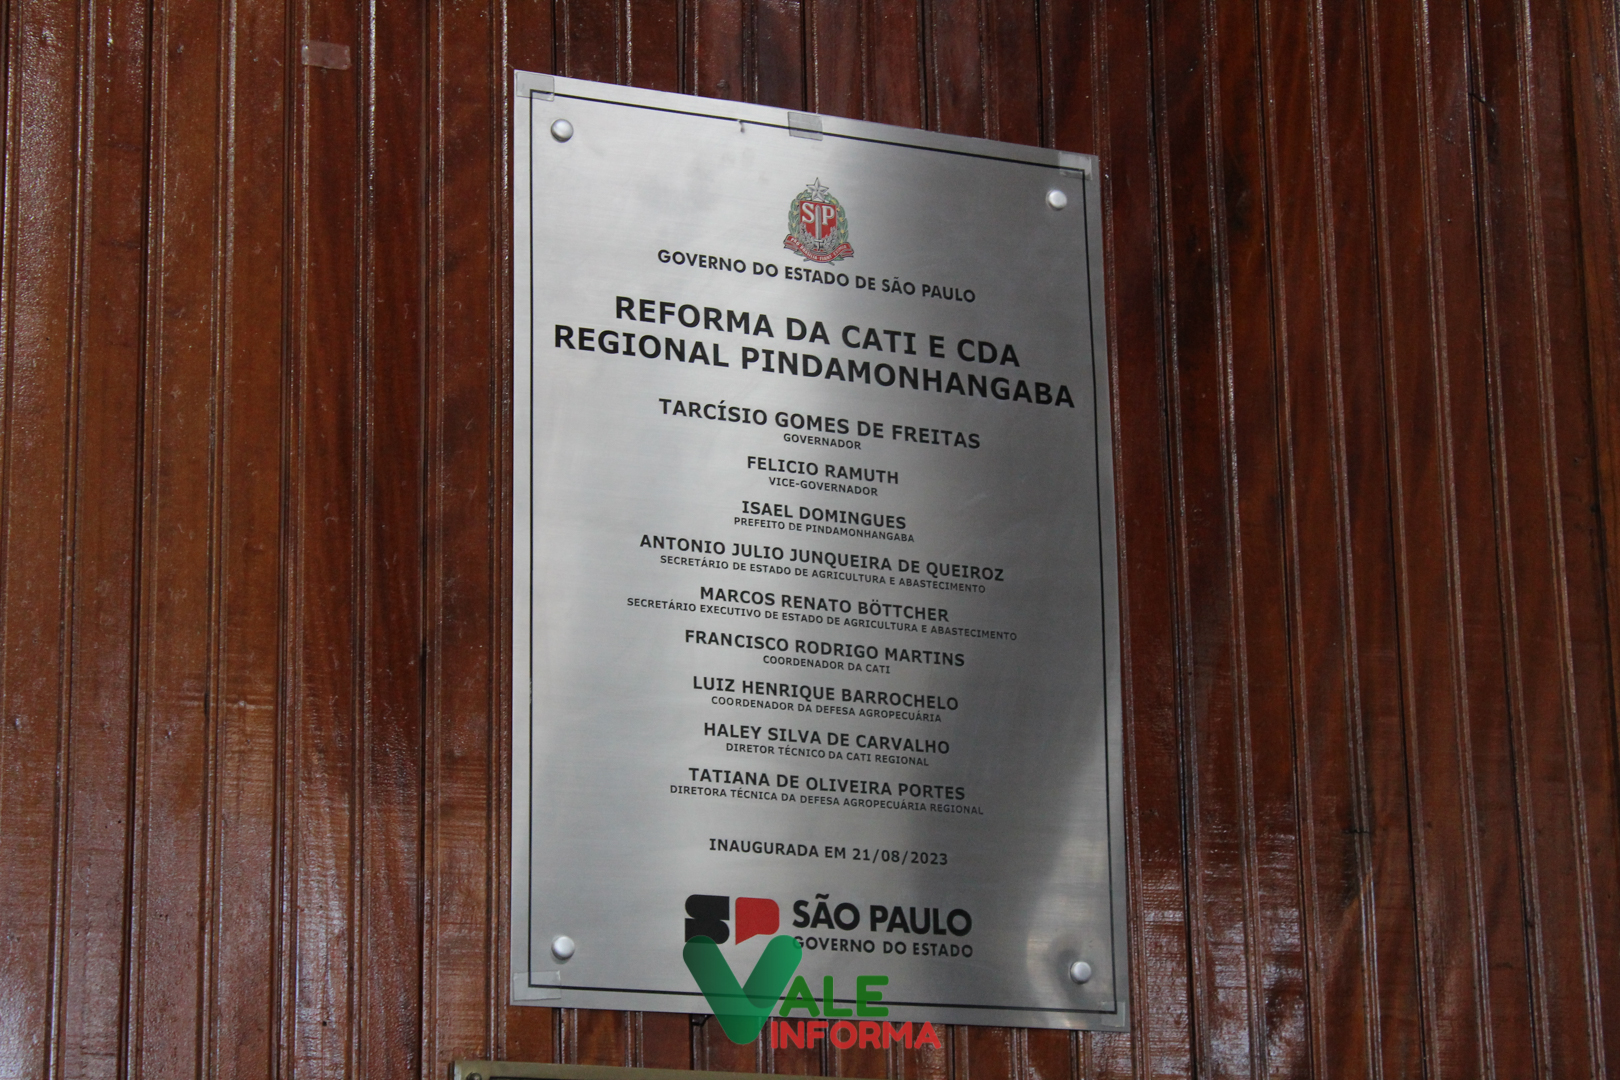 SP
GOVERNO DO ESTADO DE SÃO PAULO
REFORMA DA CATI E CDA
REGIONAL PINDAMONHANGABA
TARCÍSIO GOMES DE FREITAS
GOVERNADOR
FELICIO RAMUTH
VICE-GOVERNADOR
ISAEL DOMINGUES
PREFEITO DE PINDAMONHANGABA
ANTONIO JULIO JUNQUEIRA DE QUEIROZ
SECRETÁRIO DE ESTADO DE AGRICULTURA E ABASTECIMENTO
MARCOS RENATO BÖTTCHER
SECRETÁRIO EXECUTIVO DE ESTADO DE AGRICULTURA E ABASTECIMENTO
FRANCISCO RODRIGO MARTINS
COORDENADOR DA CATI
LUIZ HENRIQUE BARROCHELO
COORDENADOR DA DEFESA AGROPECUÁRIA
HALEY SILVA DE CARVALHO
DIRETOR TÉCNICO DA CATI REGIONAL
TATIANA DE OLIVEIRA PORTES
DIRETORA TÉCNICA DA DEFESA AGROPECUÁRIA REGIONAL
INAUGURADA EM 21/08/2023
SP SÃO PAULO
GOVERNO DO ESTADO
VALE
INFORMA